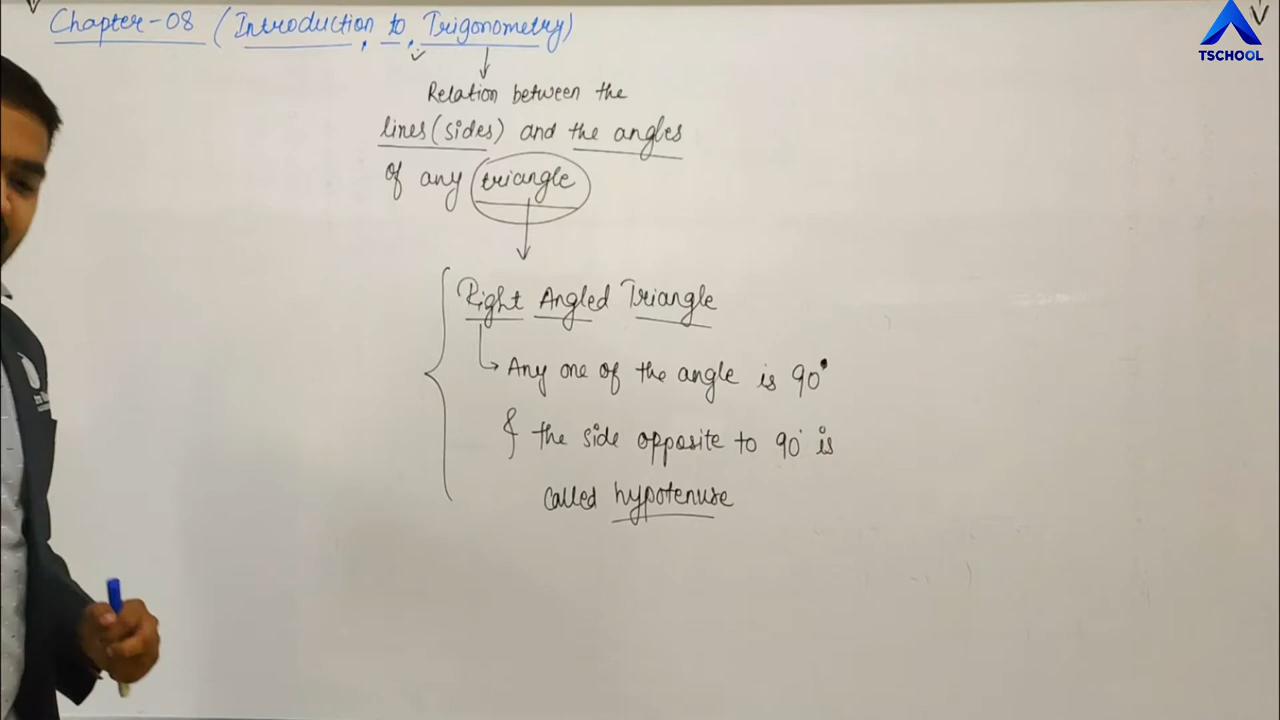 Chapter-08 (Introduction to Trigonometry)
TSCHOOL
Relation between the
lines (sides) and the angles
of any triangle
Right Angled Triangle
Any one of the angle is 90°
& the side opposite to 90° is
called hypotenuse